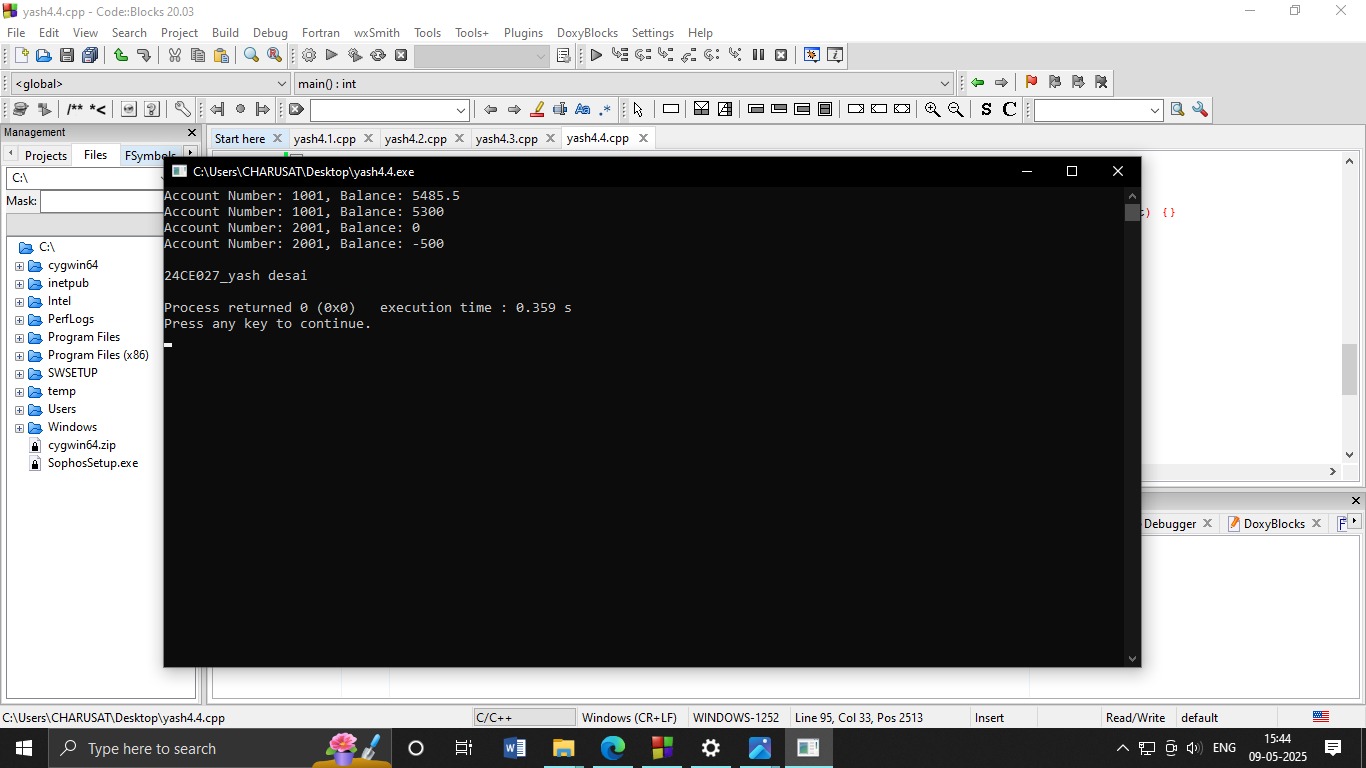 yash4.4.cpp - Code::Blocks 20.03
File Edit View Search Project Build Debug Fortran wxSmith Tools Tools+ Plugins DoxyBlocks Settings Help
<global> main() : int
/** *< Aa .* S C
Management
Start here yash4.1.cpp yash4.2.cpp yash4.3.cpp yash4.4.cpp
Projects Files FSymbols
C:\
Mask:
C:\Users\CHARUSAT\Desktop\yash4.4.exe
Account Number: 1001, Balance: 5485.5
Account Number: 1001, Balance: 5300
Account Number: 2001, Balance: 0
Account Number: 2001, Balance: -500
24CE027_yash desai
Process returned 0 (0x0)   execution time : 0.359 s
Press any key to continue.
) {}
C:\
cygwin64
inetpub
Intel
PerfLogs
Program Files
Program Files (x86)
SWSETUP
temp
Users
Windows
cygwin64.zip
SophosSetup.exe
Debugger DoxyBlocks F
C:\Users\CHARUSAT\Desktop\yash4.4.cpp C/C++ Windows (CR+LF) WINDOWS-1252 Line 95, Col 33, Pos 2513 Insert Read/Write default
Type here to search
ENG
15:44
09-05-2025